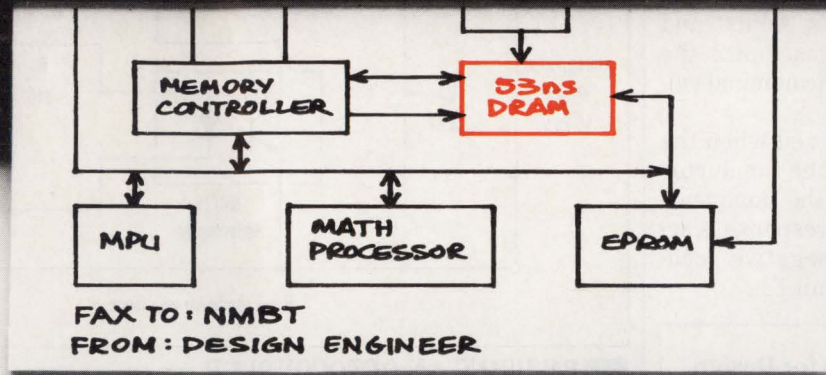 MEMORY
CONTROLLER
53ns
DRAM
MPU
MATH
PROCESSOR
EPROM
FAX TO: NMBT
FROM: DESIGN ENGINEER